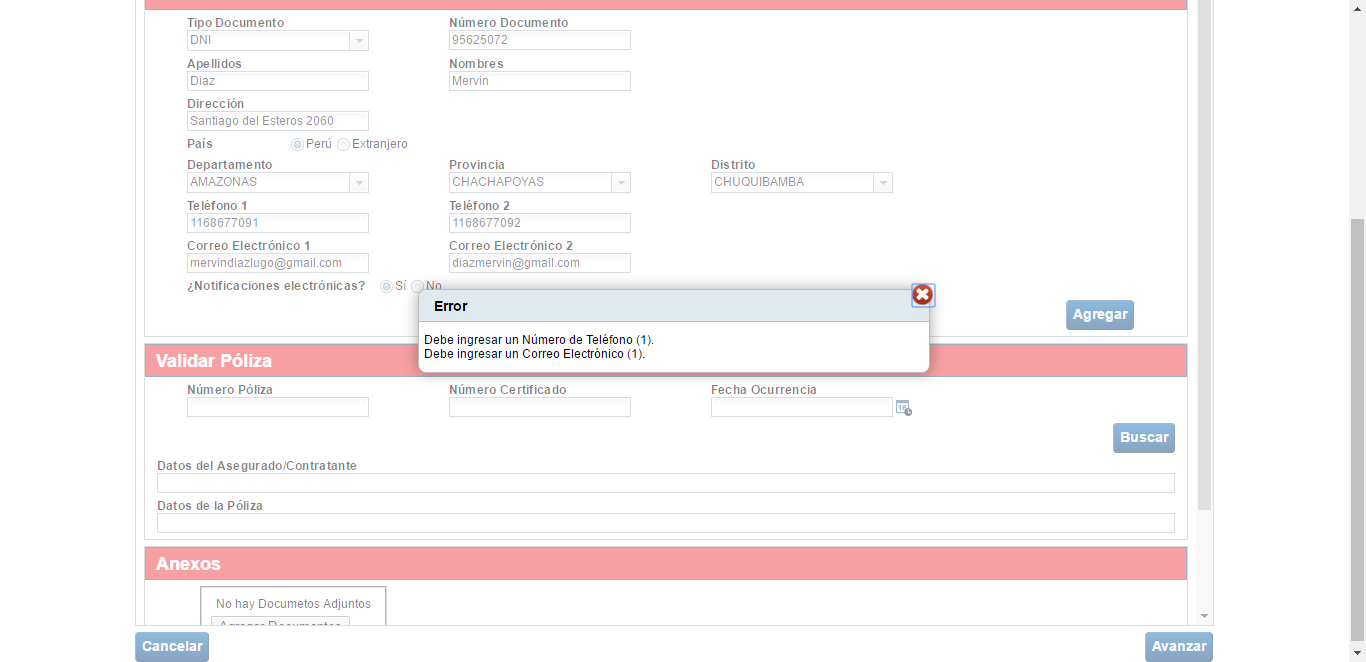 Tipo Documento Número Documento
DNI 95625072
Apellidos Nombres
Diaz Mervin
Dirección
Santiago del Esteros 2060
País Perú Extranjero
Departamento Provincia Distrito
AMAZONAS CHACHAPOYAS CHUQUIBAMBA
Teléfono 1 Teléfono 2
1168677091 1168677092
Correo Electrónico 1 Correo Electrónico 2
mervindiazlugo@gmail.com diazmervin@gmail.com
¿Notificaciones electrónicas? Sí No
Error
Agregar
Debe ingresar un Número de Teléfono (1).
Debe ingresar un Correo Electrónico (1).
Validar Póliza
Número Póliza Número Certificado Fecha Ocurrencia
Buscar
Datos del Asegurado/Contratante
Datos de la Póliza
Anexos
No hay Documetos Adjuntos
Agregar Documentos
Cancelar Avanzar